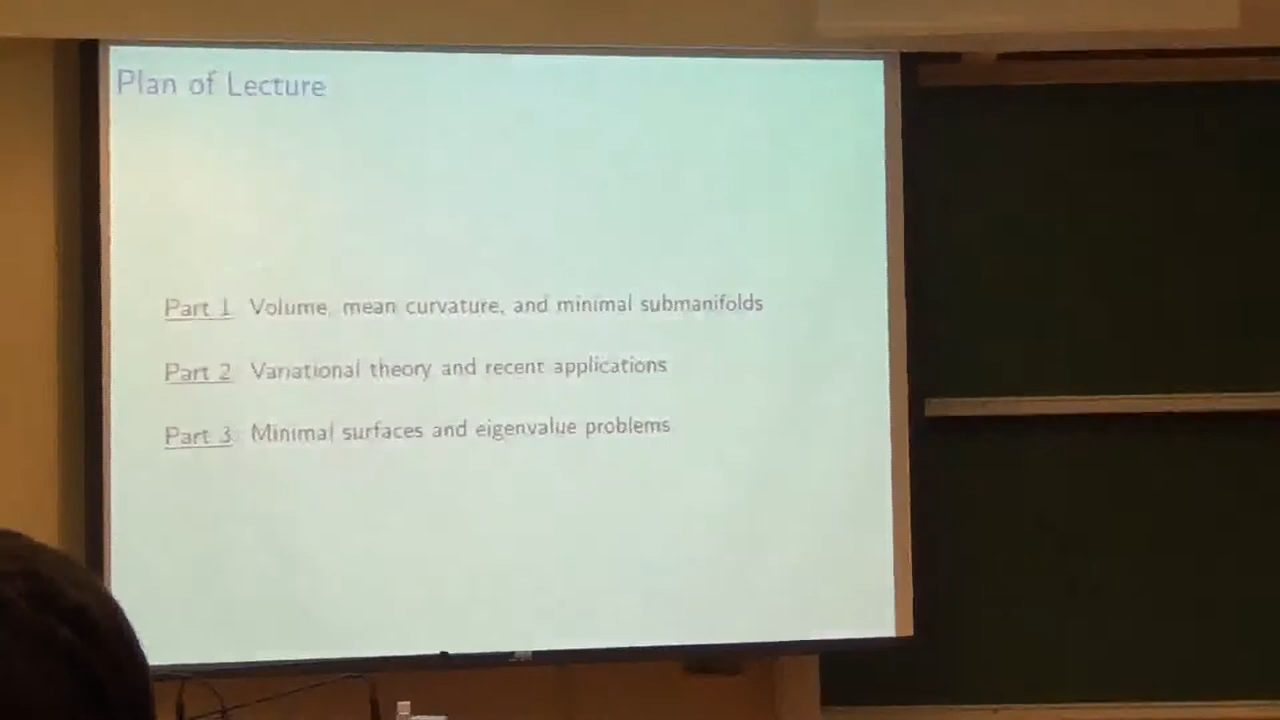 Plan of Lecture
Part 1: Volume, mean curvature, and minimal submanifolds
Part 2: Variational theory and recent applications
Part 3: Minimal surfaces and eigenvalue problems